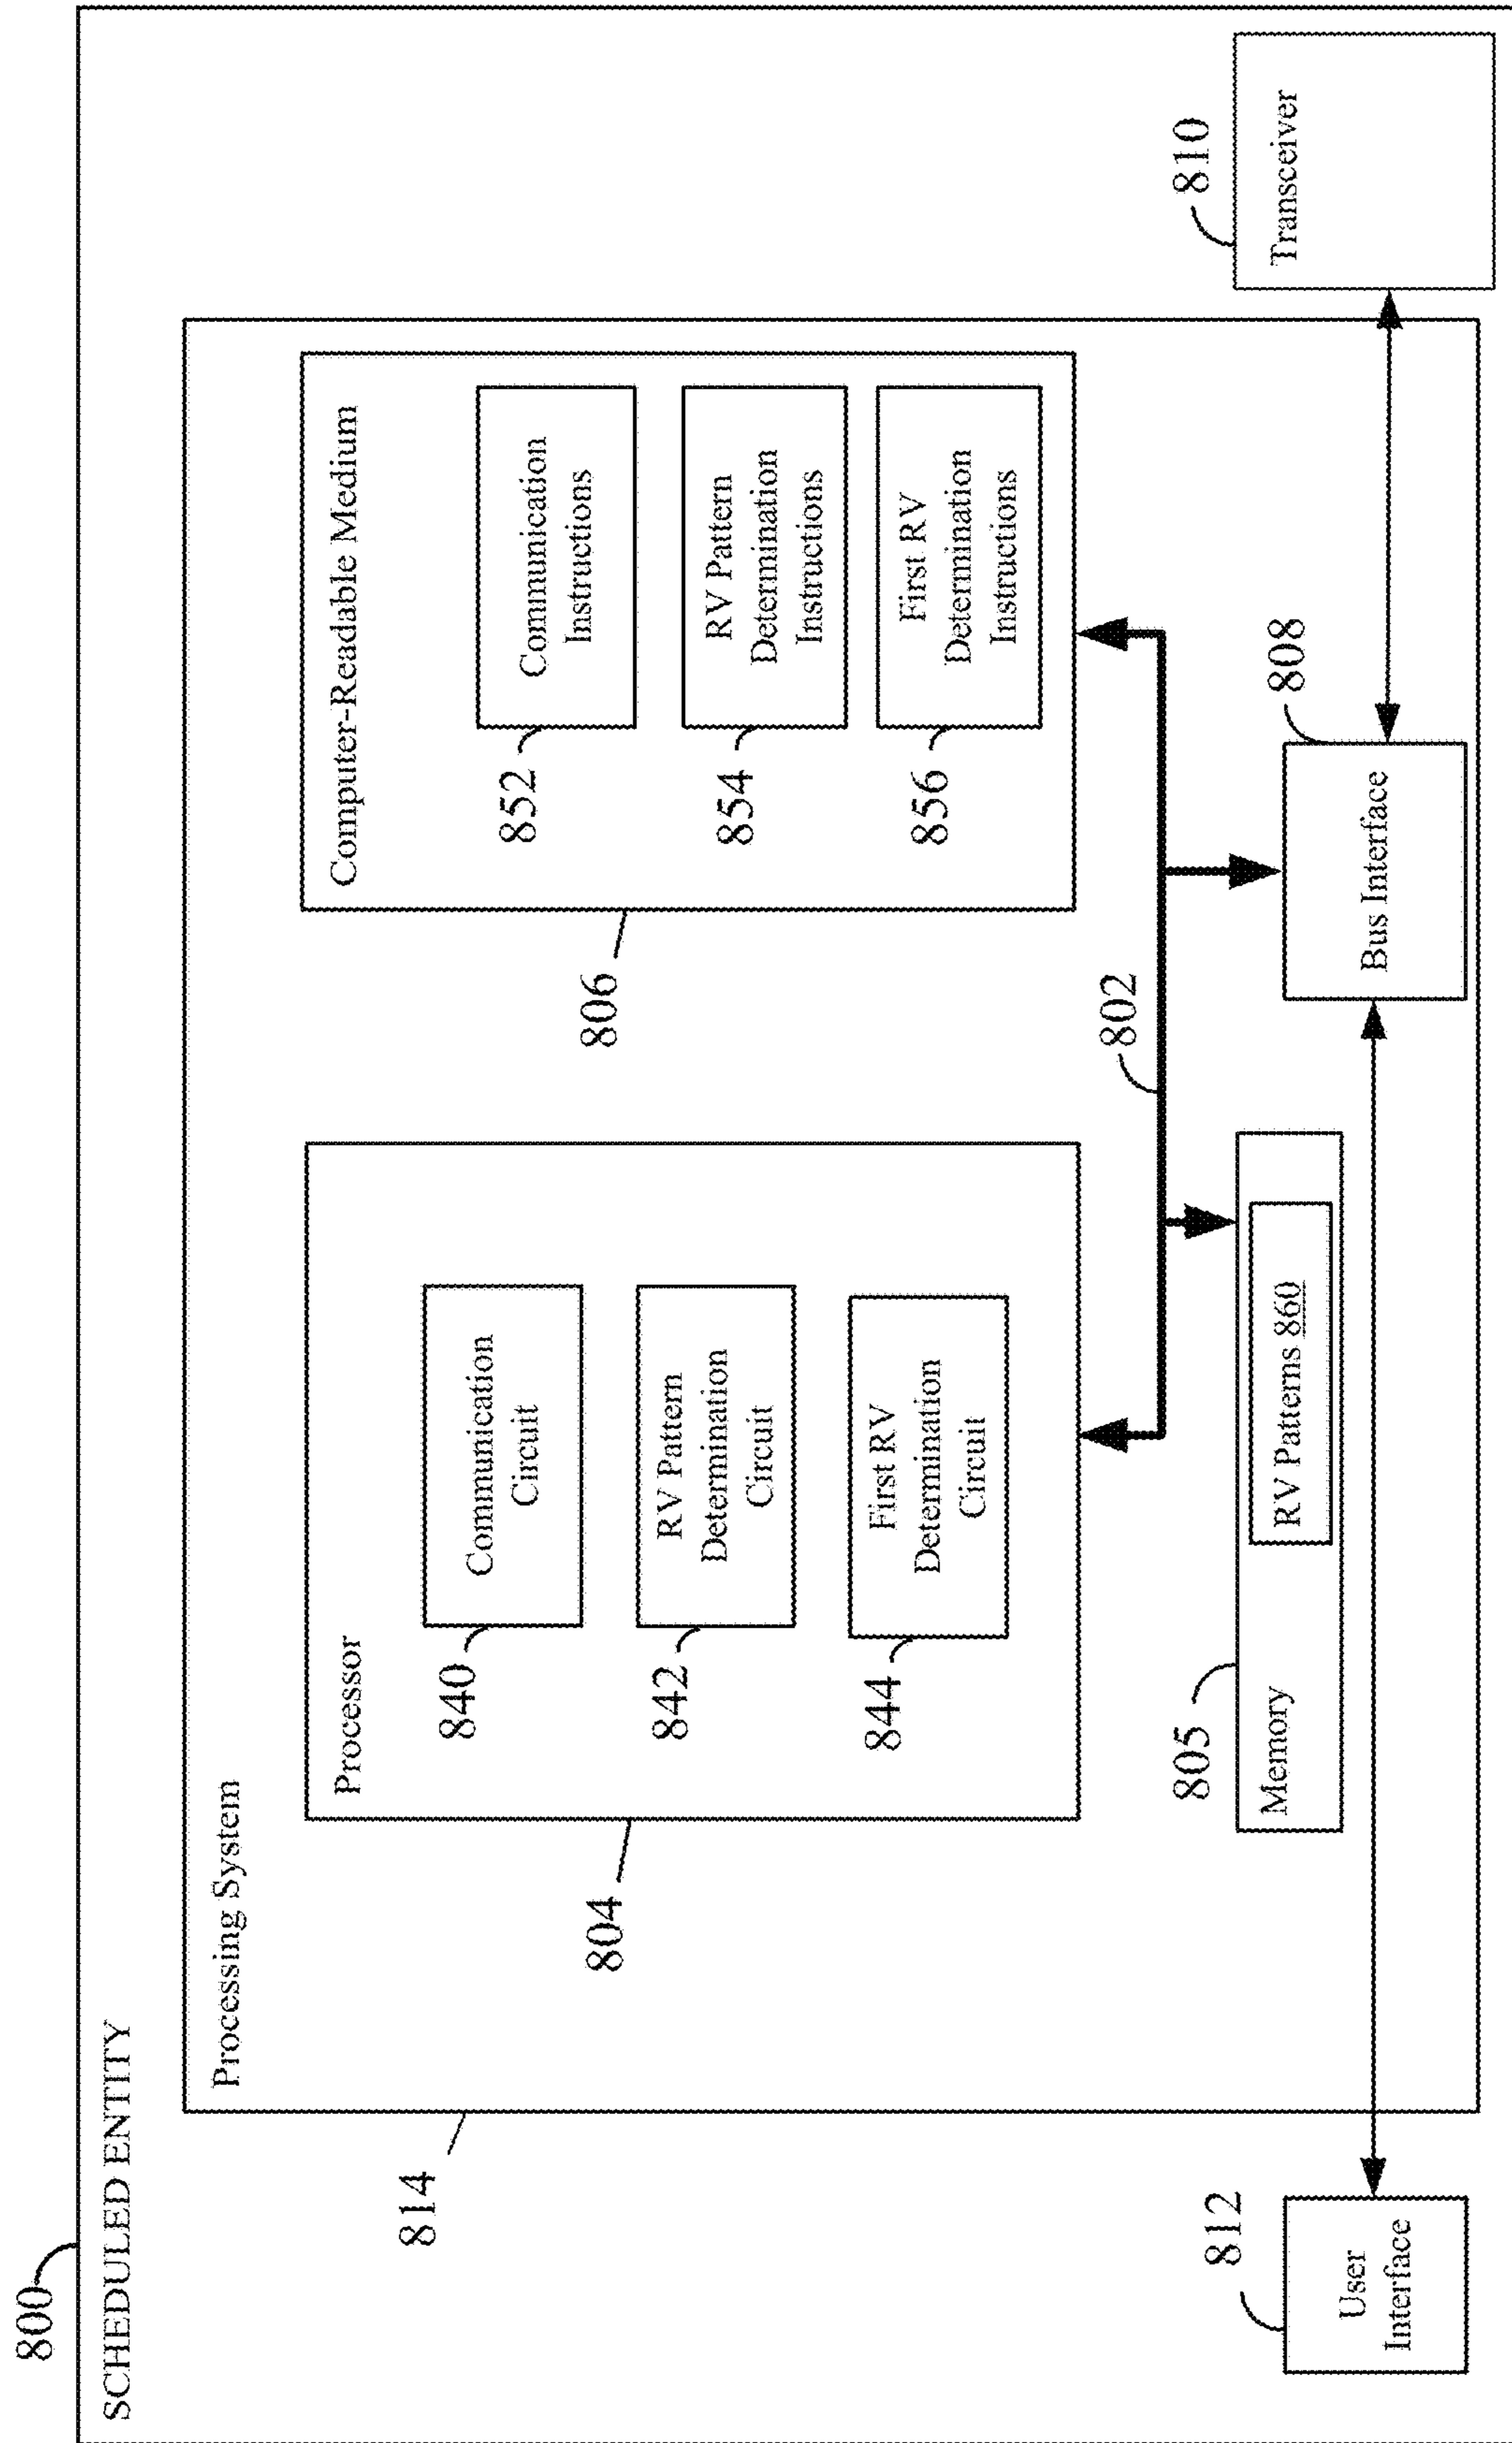 800
SCHEDULED ENTITY
814
Processing System
804
Processor
840
Communication
Circuit
842
RV Pattern
Determination
Circuit
844
First RV
Determination
Circuit
806
Computer-Readable Medium
852
Communication
Instructions
854
RV Pattern
Determination
Instructions
856
First RV
Determination
Instructions
802
805
Memory
RV Patterns 860
808
Bus Interface
812
User
Interface
810
Transceiver